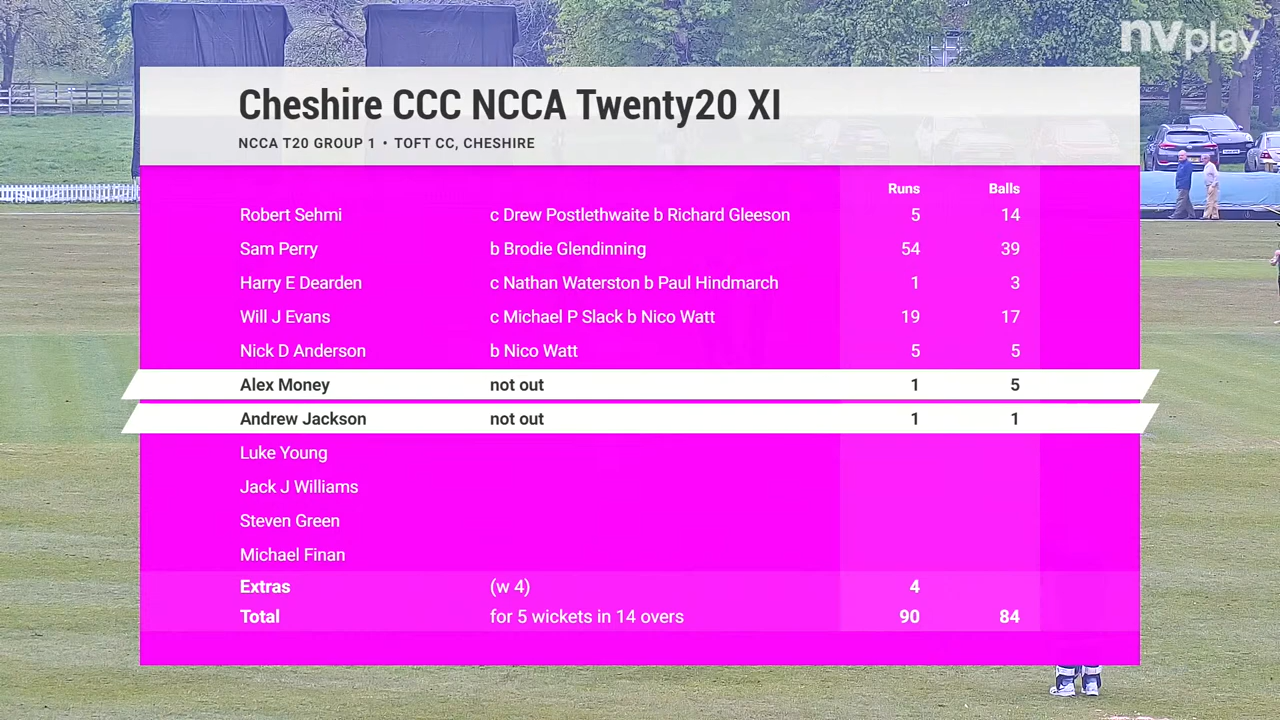 nvplay
Cheshire CCC NCCA Twenty20 XI
NCCA T20 GROUP 1 • TOFT CC, CHESHIRE
Runs Balls
Robert Sehmi c Drew Postlethwaite b Richard Gleeson 5 14
Sam Perry b Brodie Glendinning 54 39
Harry E Dearden c Nathan Waterston b Paul Hindmarch 1 3
Will J Evans c Michael P Slack b Nico Watt 19 17
Nick D Anderson b Nico Watt 5 5
Alex Money not out 1 5
Andrew Jackson not out 1 1
Luke Young
Jack J Williams
Steven Green
Michael Finan
Extras (w 4) 4
Total for 5 wickets in 14 overs 90 84